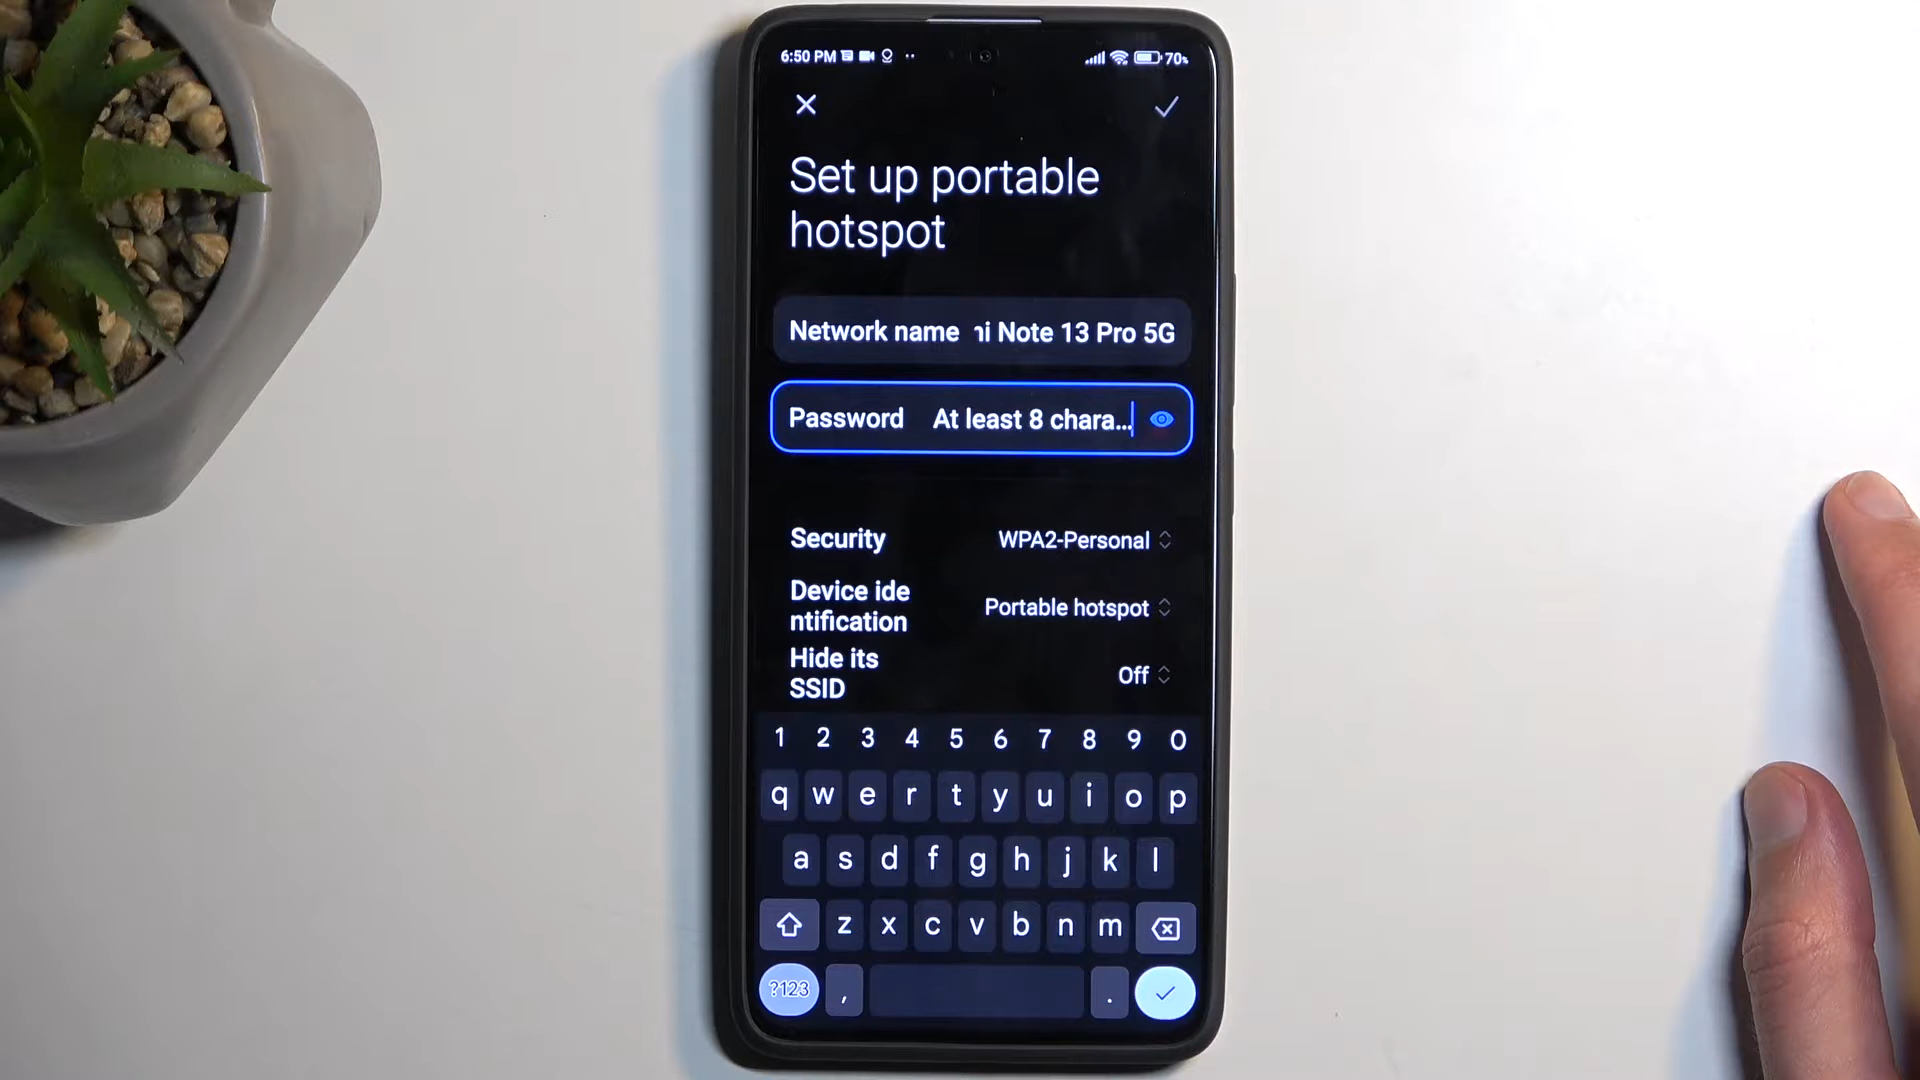 6:50 PM 70%
Set up portable
hotspot
Network name ni Note 13 Pro 5G
Password At least 8 chara...
Security WPA2-Personal
Device ide
ntification
Portable hotspot
Hide its
SSID
Off
1 2 3 4 5 6 7 8 9 0
q w e r t y u i o p
a s d f g h j k l
z x c v b n m
?123 , .